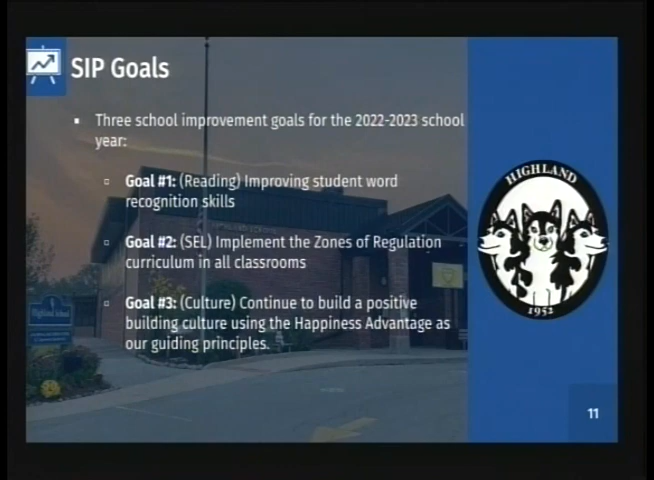 SIP Goals
Three school improvement goals for the 2022-2023 school
year:
Goal #1: (Reading) Improving student word
recognition skills
Goal #2: (SEL) Implement the Zones of Regulation
curriculum in all classrooms
Goal #3: (Culture) Continue to build a positive
building culture using the Happiness Advantage as
our guiding principles.
HIGHLAND
1952
Highland School
11